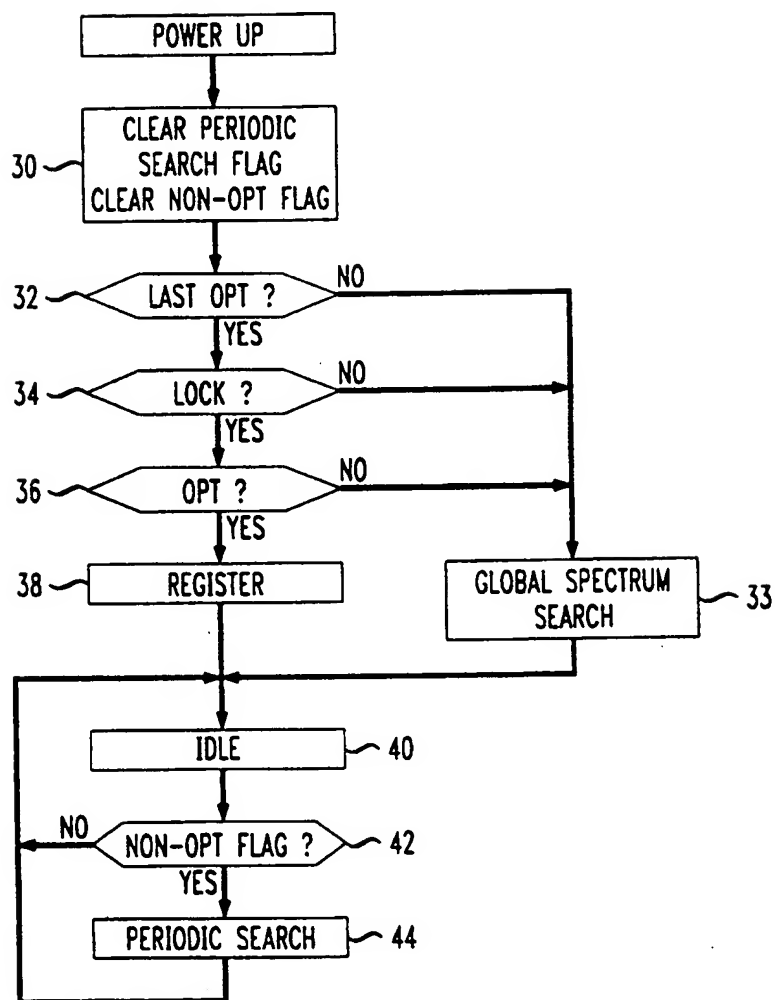 POWER UP
CLEAR PERIODIC
SEARCH FLAG
CLEAR NON-OPT FLAG
30
LAST OPT ?
32
NO
YES
LOCK ?
34
NO
YES
OPT ?
36
NO
YES
REGISTER
38
GLOBAL SPECTRUM
SEARCH
33
IDLE
40
NON-OPT FLAG ?
42
NO
YES
PERIODIC SEARCH
44